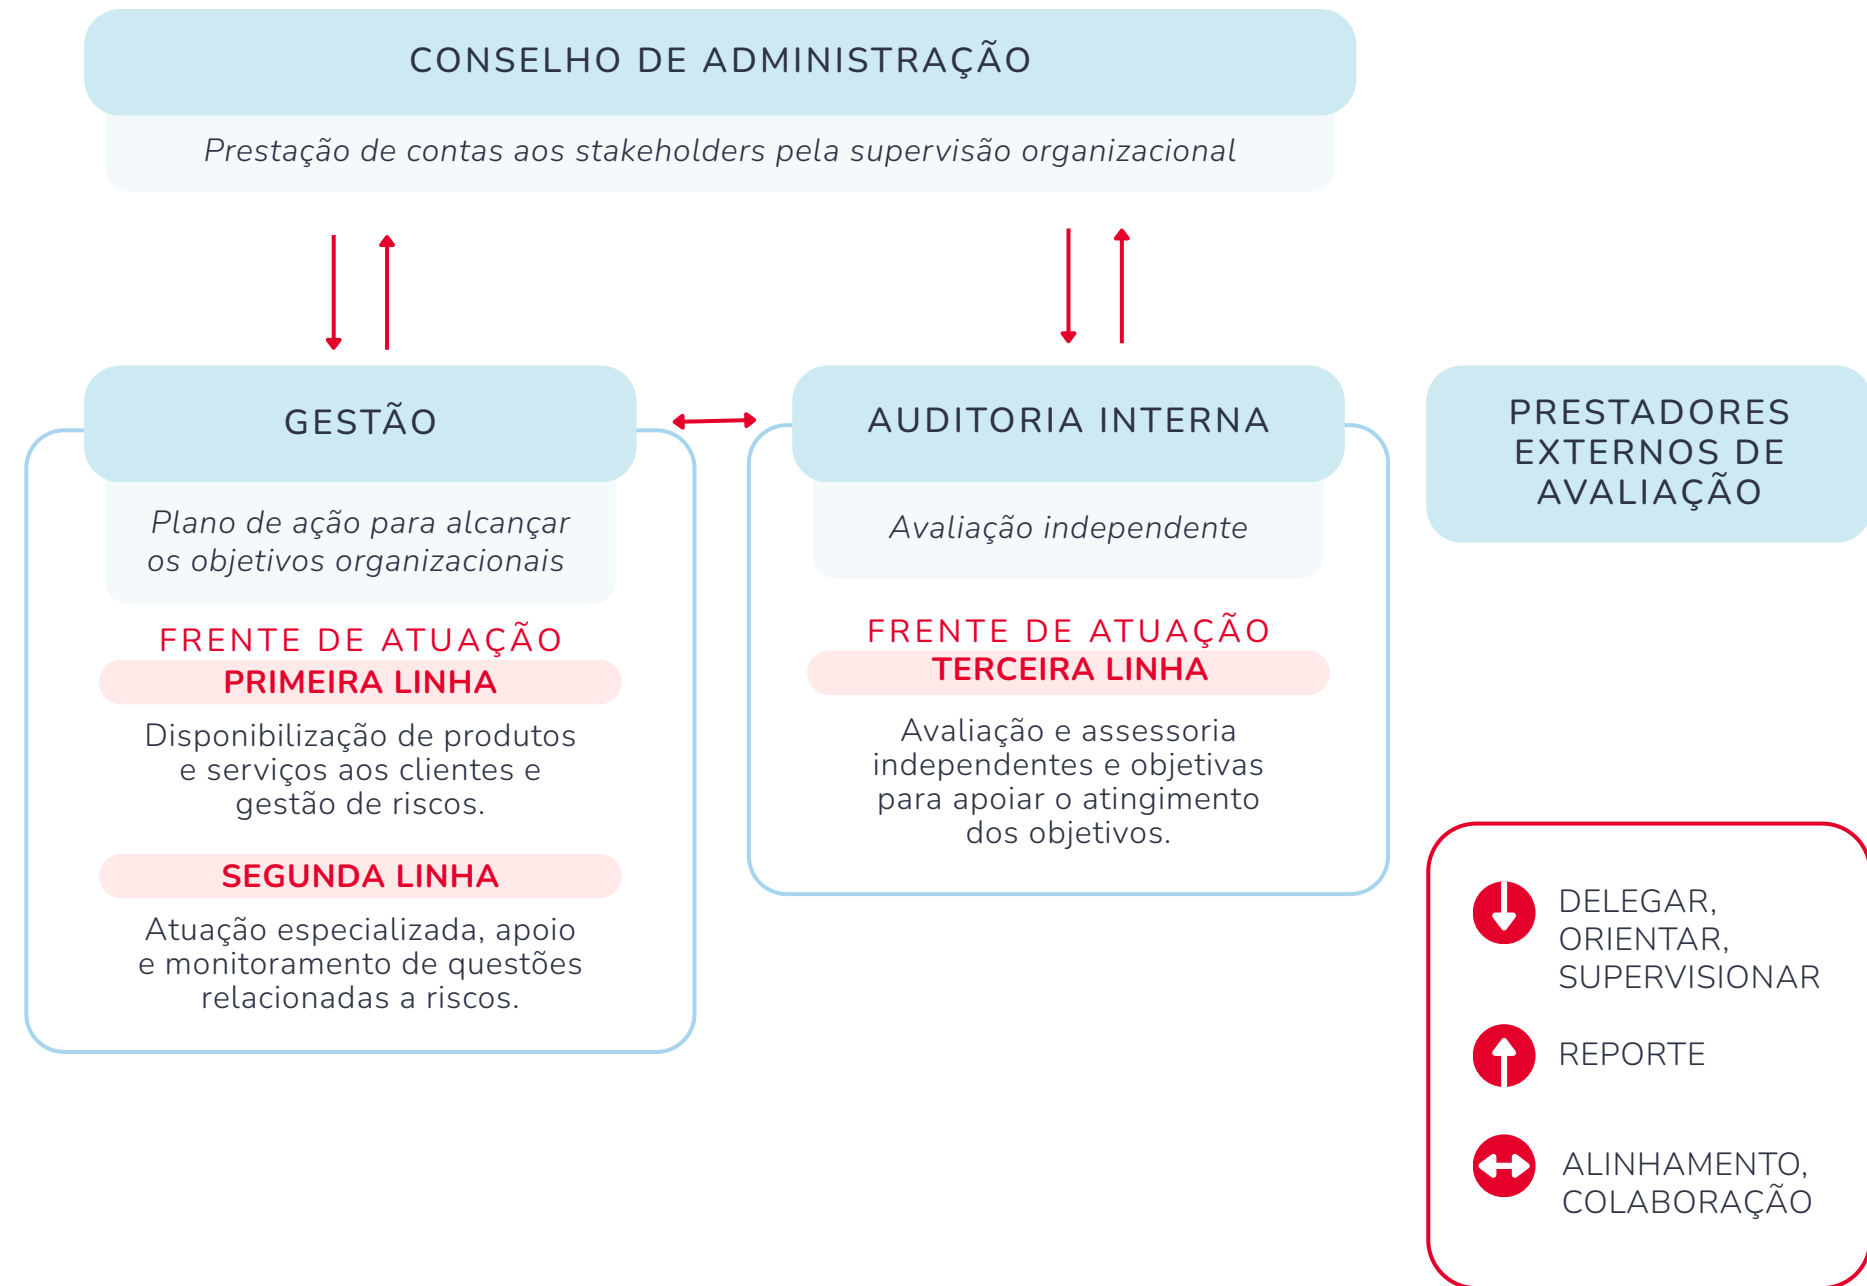 CONSELHO DE ADMINISTRAÇÃO
Prestação de contas aos stakeholders pela supervisão organizacional
GESTÃO
Plano de ação para alcançar
os objetivos organizacionais
FRENTE DE ATUAÇÃO
PRIMEIRA LINHA
Disponibilização de produtos
e serviços aos clientes e
gestão de riscos.
SEGUNDA LINHA
Atuação especializada, apoio
e monitoramento de questões
relacionadas a riscos.
AUDITORIA INTERNA
Avaliação independente
FRENTE DE ATUAÇÃO
TERCEIRA LINHA
Avaliação e assessoria
independentes e objetivas
para apoiar o atingimento
dos objetivos.
PRESTADORES
EXTERNOS DE
AVALIAÇÃO
DELEGAR,
ORIENTAR,
SUPERVISIONAR
REPORTE
ALINHAMENTO,
COLABORAÇÃO